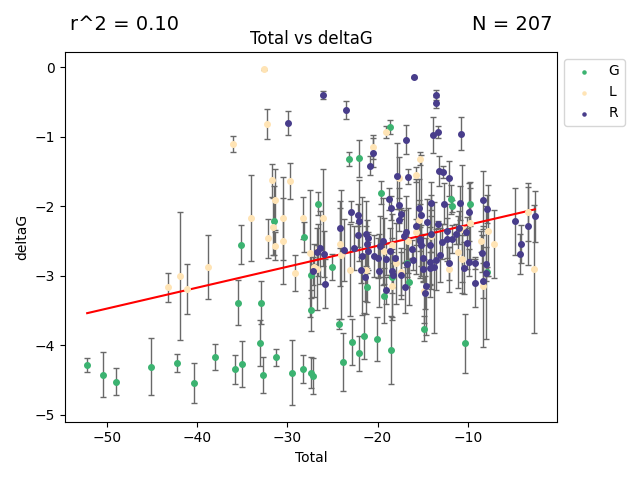 r^2 = 0.10
N = 207
Total vs deltaG
G
L
R
deltaG
0
−1
−2
−3
−4
−5
−50 −40 −30 −20 −10
Total